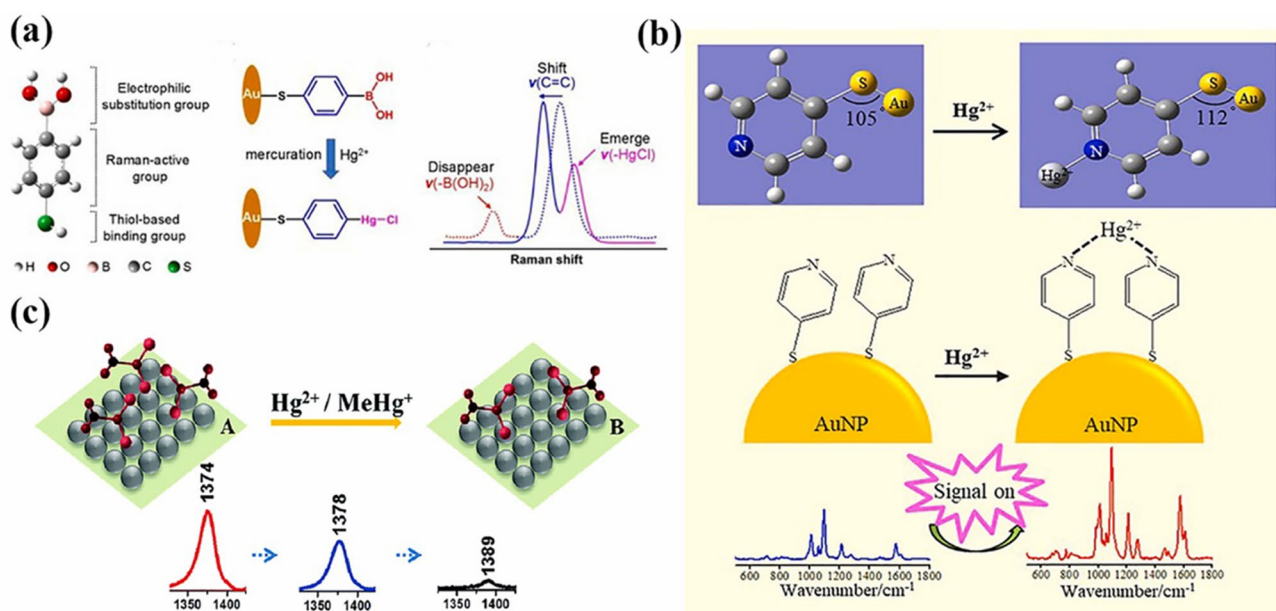 (a)
Electrophilic
substitution group
Raman-active
group
Thiol-based
binding group
H O B C S
Au S B OH
OH
mercuration Hg²⁺
Au S Hg-Cl
Shift
ν(C=C)
Emerge
ν(-HgCl)
Disappear
ν(-B(OH)₂)
Raman shift
(b)
S
Au
105°
N
Hg²⁺
S
Au
112°
N
Hg²⁺
N N
S S
AuNP
Hg²⁺
Hg²⁺
N N
S S
AuNP
Signal on
500 800 1000 1200 1400 1600 1800
Wavenumber/cm⁻¹
600 800 1000 1200 1400 1600 1800
Wavenumber/cm⁻¹
(c)
A
Hg²⁺ / MeHg⁺
B
1374
1350 1400
1378
1350 1400
1389
1350 1400